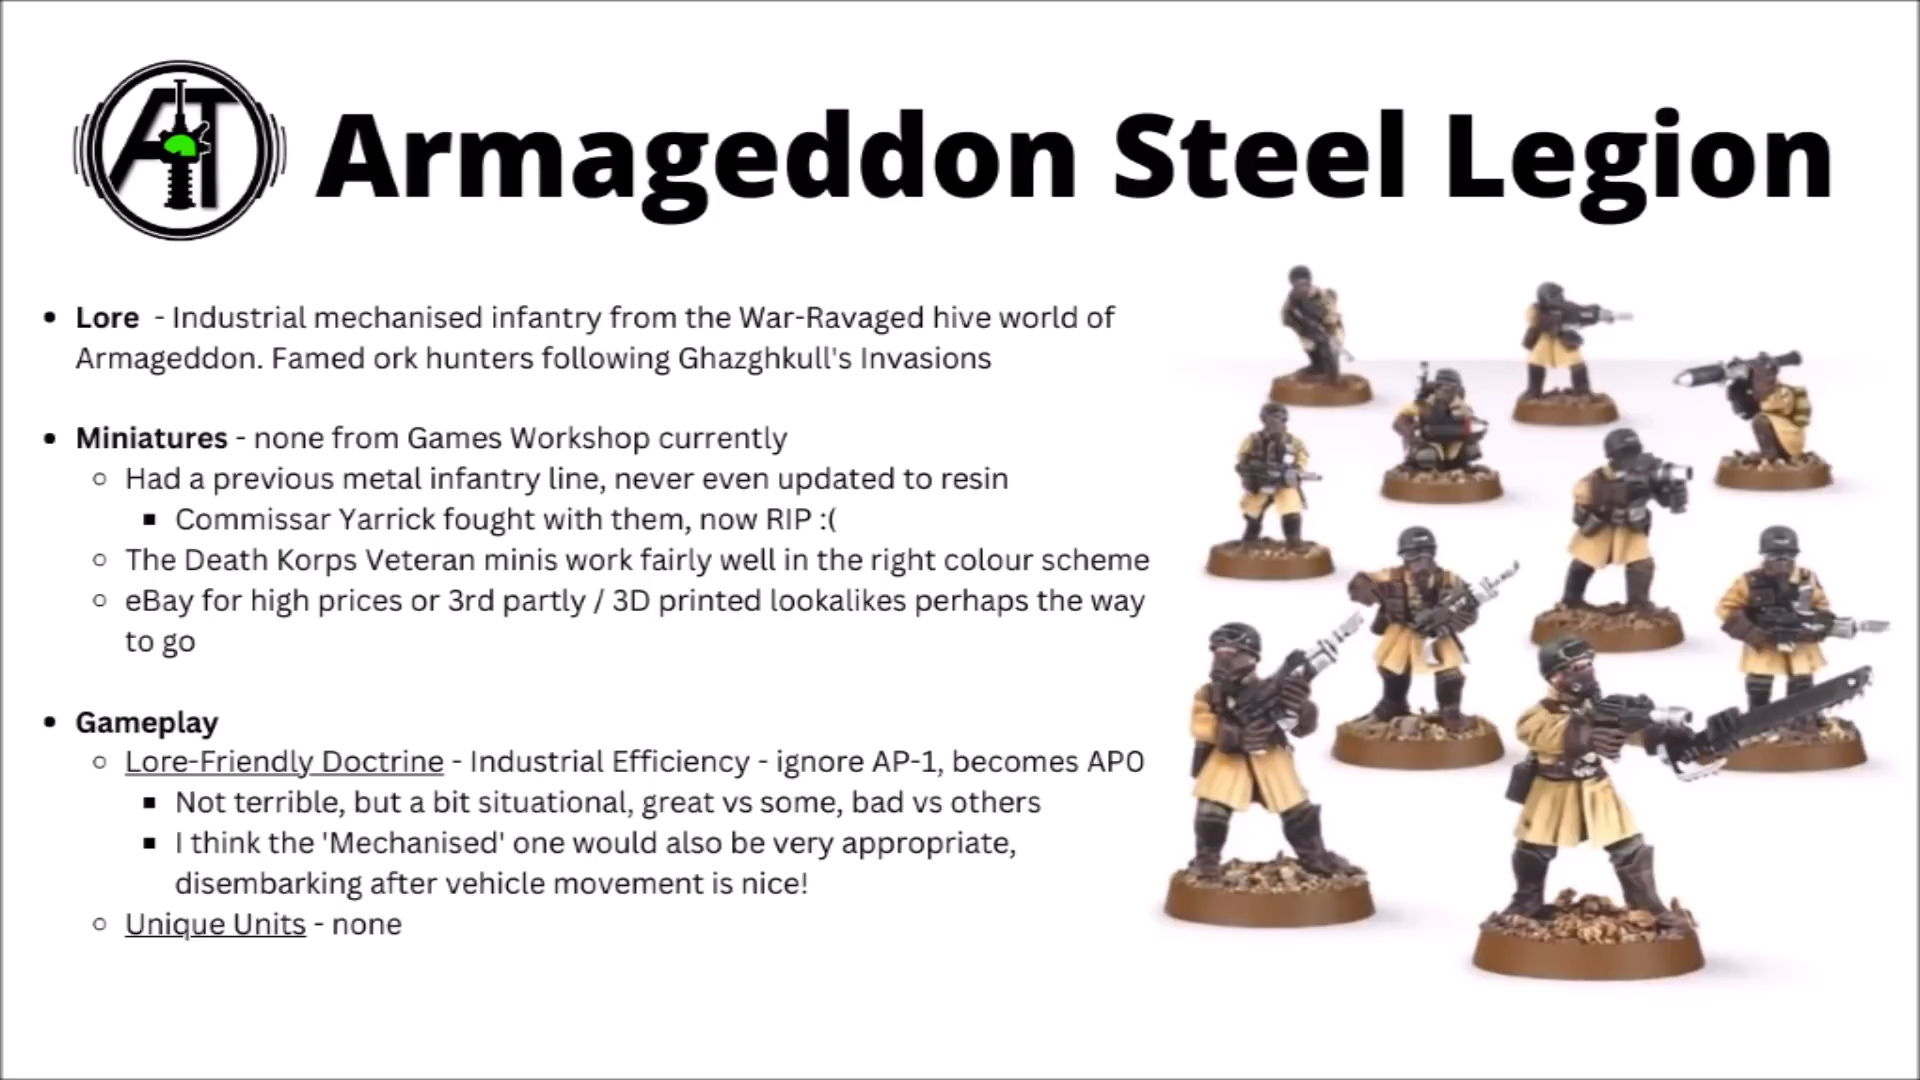 AT
Armageddon Steel Legion
• Lore - Industrial mechanised infantry from the War-Ravaged hive world of
Armageddon. Famed ork hunters following Ghazghkull's Invasions
• Miniatures - none from Games Workshop currently
◦ Had a previous metal infantry line, never even updated to resin
▪ Commissar Yarrick fought with them, now RIP :(
◦ The Death Korps Veteran minis work fairly well in the right colour scheme
◦ eBay for high prices or 3rd partly / 3D printed lookalikes perhaps the way
to go
• Gameplay
◦ Lore-Friendly Doctrine - Industrial Efficiency - ignore AP-1, becomes AP0
▪ Not terrible, but a bit situational, great vs some, bad vs others
▪ I think the 'Mechanised' one would also be very appropriate,
disembarking after vehicle movement is nice!
◦ Unique Units - none